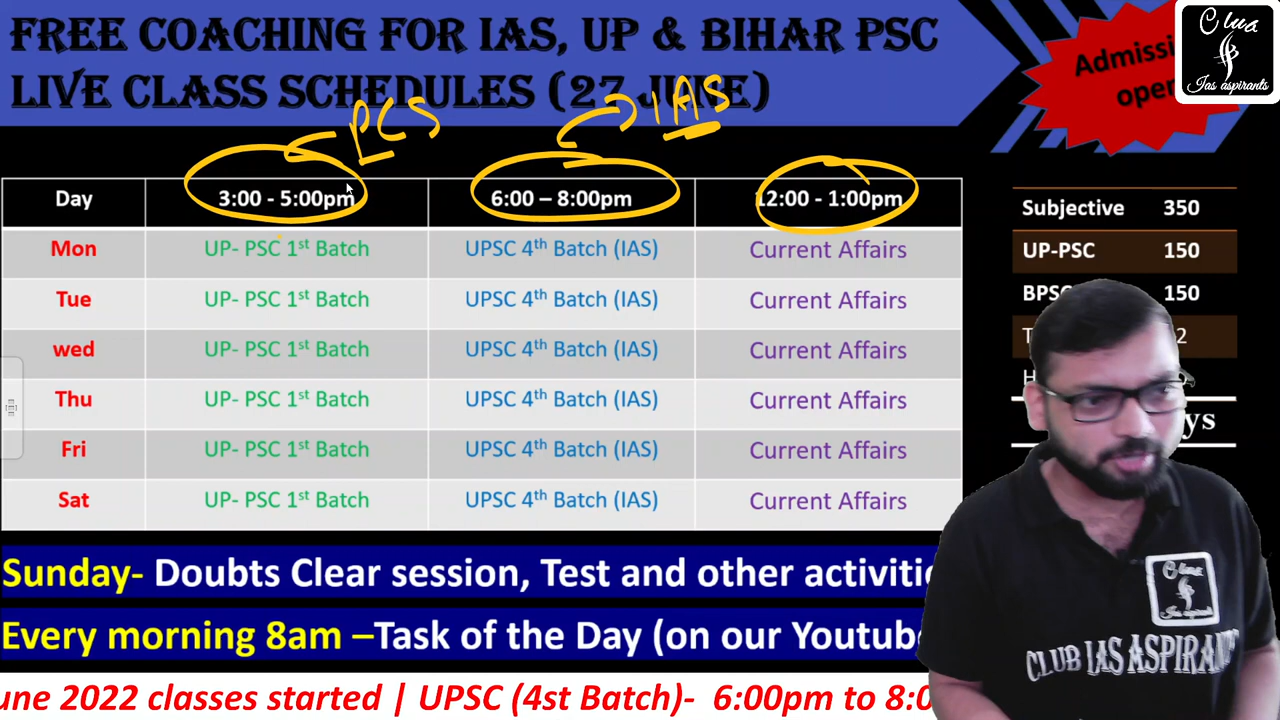 FREE COACHING FOR IAS, UP & BIHAR PSC
LIVE CLASS SCHEDULES (27 JUNE)
Admissi
open
Club
Ias aspirants
PCS
IAS
Day 3:00 - 5:00pm 6:00 – 8:00pm 12:00 - 1:00pm
Mon UP- PSC 1st Batch UPSC 4th Batch (IAS) Current Affairs
Tue UP- PSC 1st Batch UPSC 4th Batch (IAS) Current Affairs
wed UP- PSC 1st Batch UPSC 4th Batch (IAS) Current Affairs
Thu UP- PSC 1st Batch UPSC 4th Batch (IAS) Current Affairs
Fri UP- PSC 1st Batch UPSC 4th Batch (IAS) Current Affairs
Sat UP- PSC 1st Batch UPSC 4th Batch (IAS) Current Affairs
Subjective 350
UP-PSC 150
BPSC 150
Sunday- Doubts Clear session, Test and other activiti
Every morning 8am –Task of the Day (on our Youtub
CLUB IAS ASPIRAN
une 2022 classes started | UPSC (4st Batch)- 6:00pm to 8:0